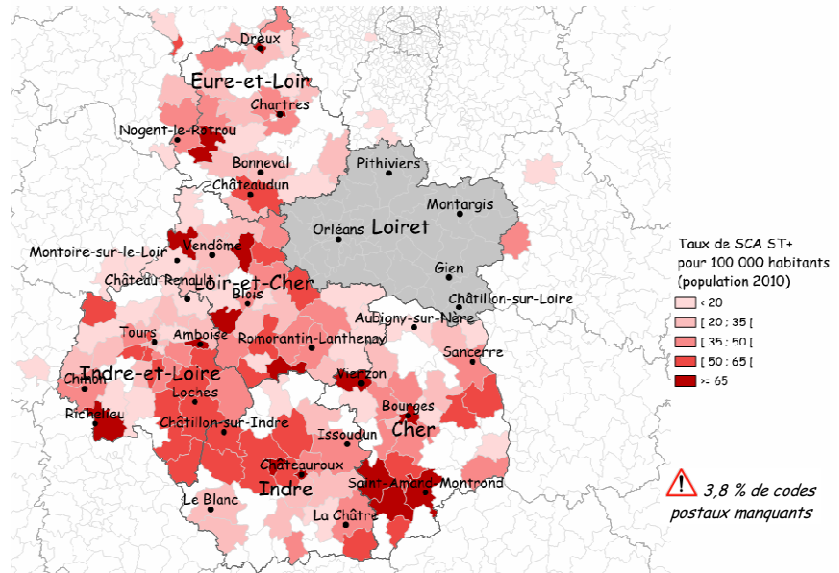 Dreux
Eure-et-Loir
Chartres
Nogent-le-Rotrou
Bonneval
Pithiviers
Châteaudun
Montargis
Orléans
Loiret
Montoire-sur-le-Loir
Vendôme
Gien
Château Renault
Loir-et-Cher
Blois
Châtillon-sur-Loire
Aubigny-sur-Nère
Tours
Amboise
Romorantin-Lanthenay
Sancerre
Indre-et-Loire
Chinon
Vierzon
Loches
Richelieu
Bourges
Châtillon-sur-Indre
Cher
Issoudun
Châteauroux
Indre
Saint-Amand-Montrond
Le Blanc
La Châtre
Taux de SCA ST+
pour 100 000 habitants
(population 2010)
< 20
[ 20 ; 35 [
[ 35 ; 50 [
[ 50 ; 65 [
>= 65
3,8 % de codes
postaux manquants